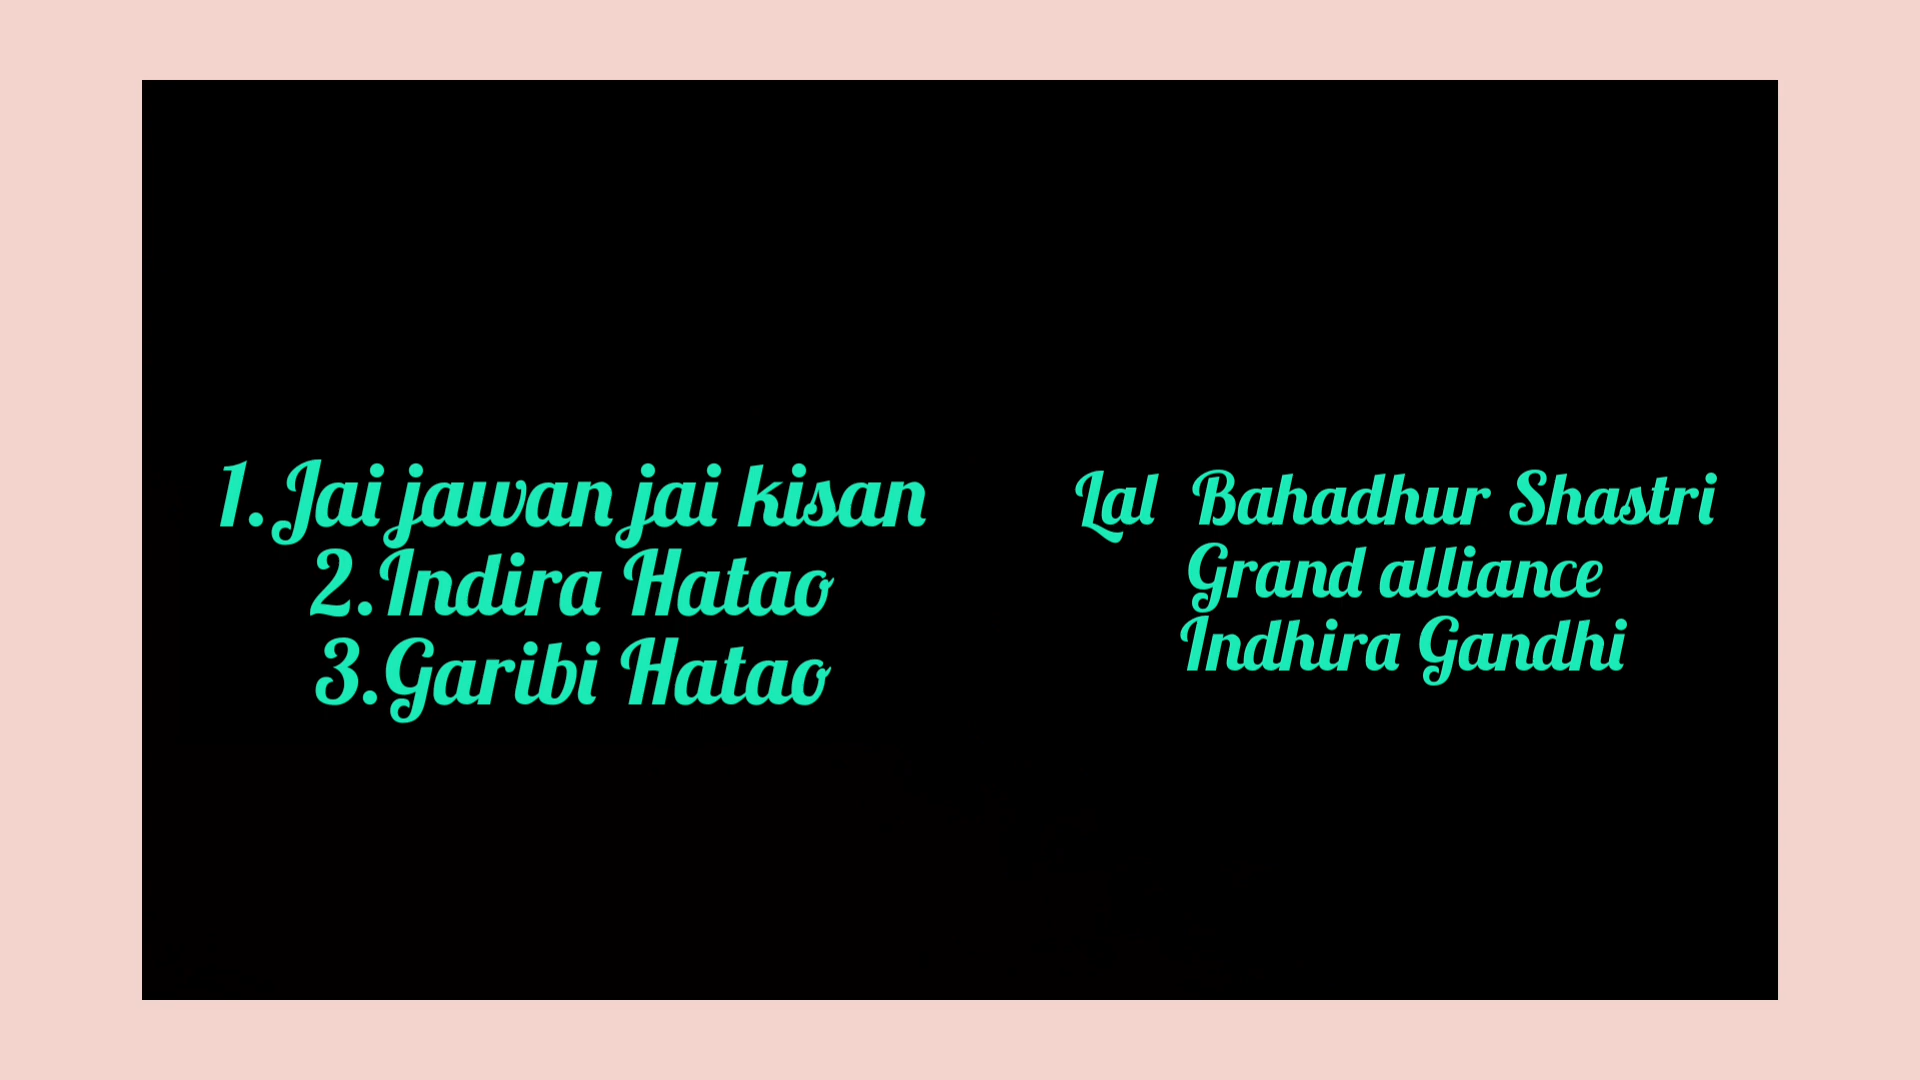 1.Jai jawan jai kisan
2.Indira Hatao
3.Garibi Hatao
Lal Bahadhur Shastri
Grand alliance
Indhira Gandhi